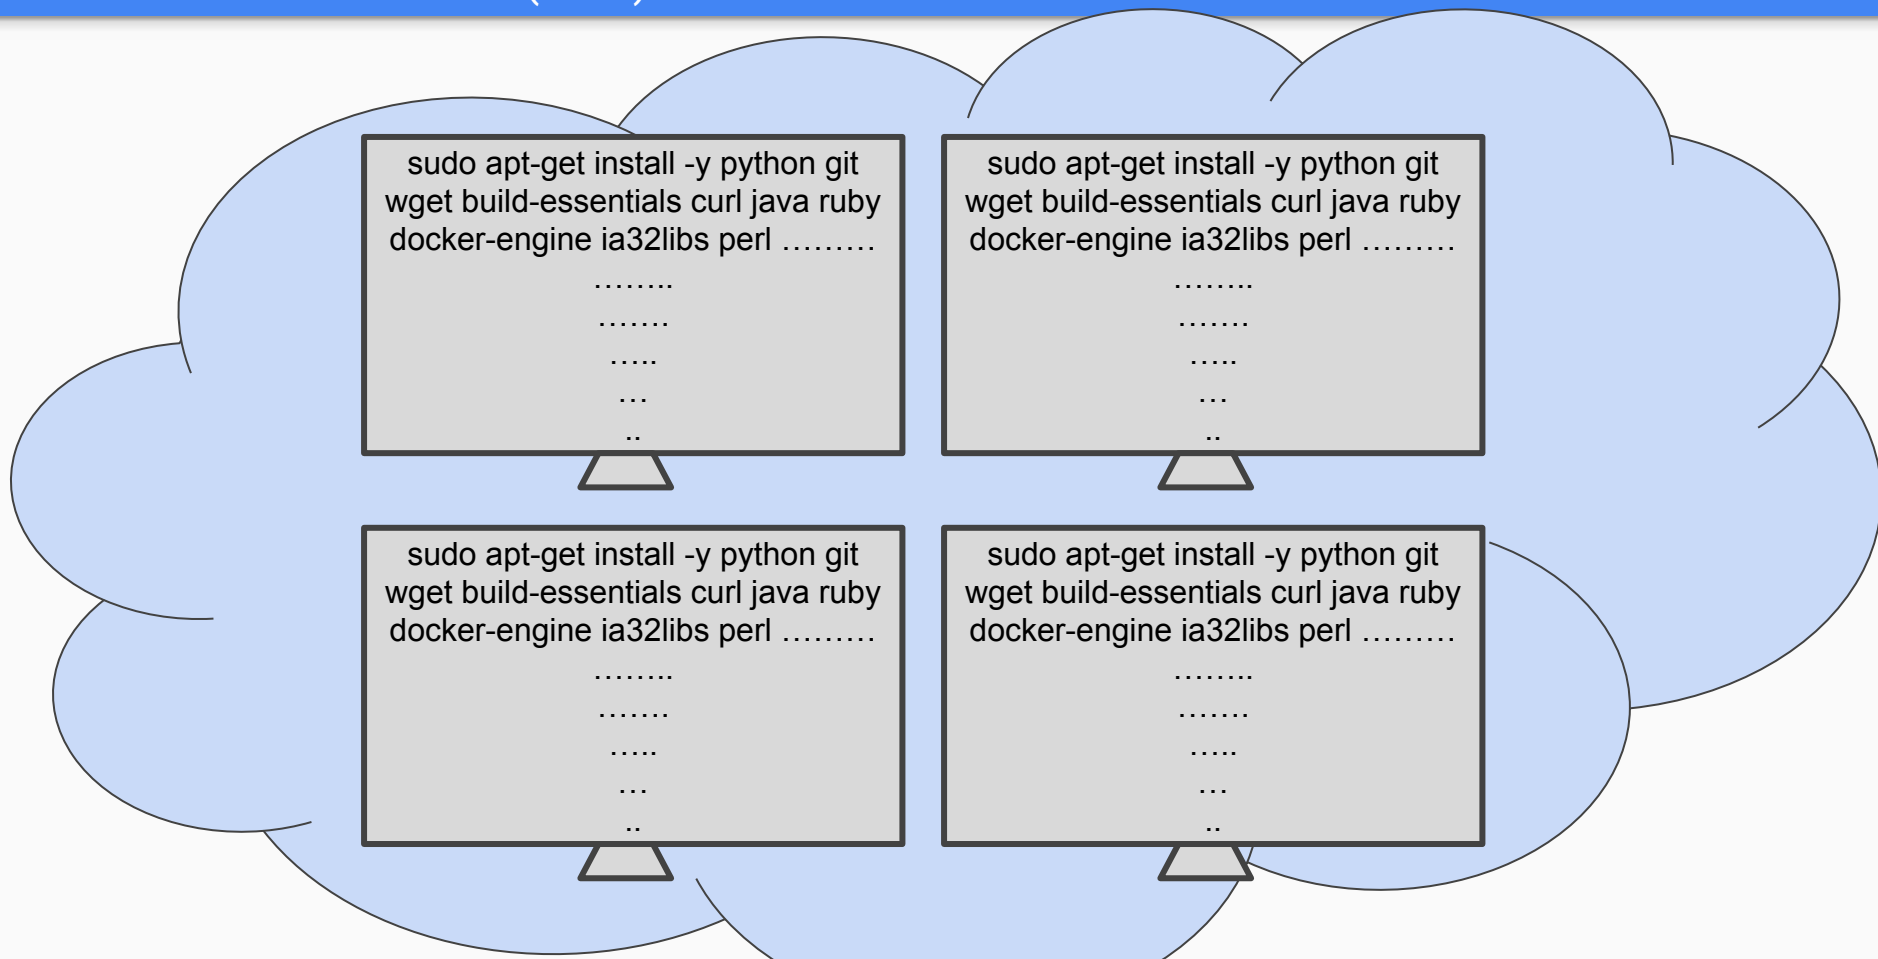 sudo apt-get install -y python git
wget build-essentials curl java ruby
docker-engine ia32libs perl ………
……..
…….
…..
…
..
sudo apt-get install -y python git
wget build-essentials curl java ruby
docker-engine ia32libs perl ………
……..
…….
…..
…
..
sudo apt-get install -y python git
wget build-essentials curl java ruby
docker-engine ia32libs perl ………
……..
…….
…..
…
..
sudo apt-get install -y python git
wget build-essentials curl java ruby
docker-engine ia32libs perl ………
……..
…….
…..
…
..